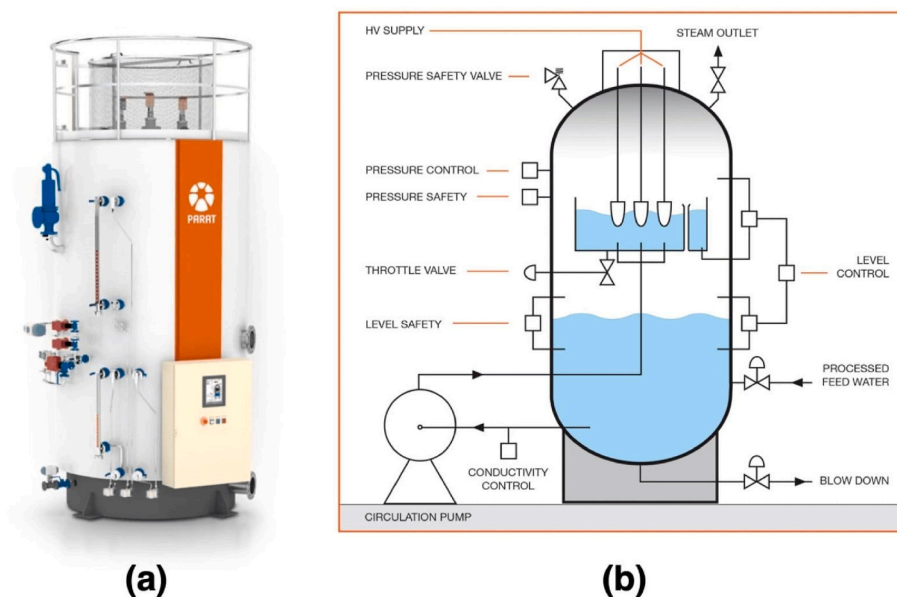 PARAT
HV SUPPLY
STEAM OUTLET
PRESSURE SAFETY VALVE
PRESSURE CONTROL
PRESSURE SAFETY
THROTTLE VALVE
LEVEL
CONTROL
LEVEL SAFETY
PROCESSED
FEED WATER
CONDUCTIVITY
CONTROL
BLOW DOWN
CIRCULATION PUMP
(a)
(b)